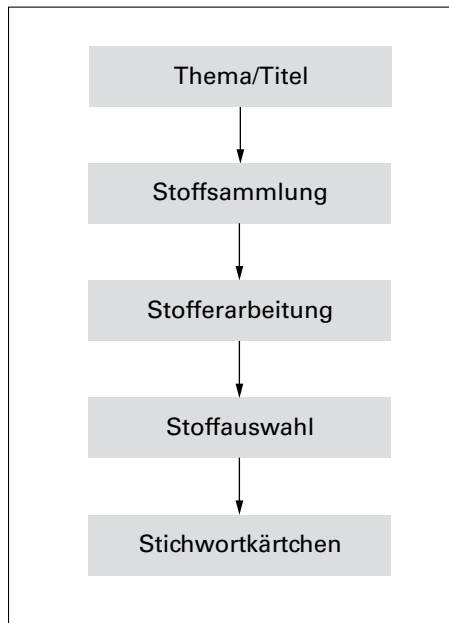 Thema/Titel
Stoffsammlung
Stofferarbeitung
Stoffauswahl
Stichwortkärtchen